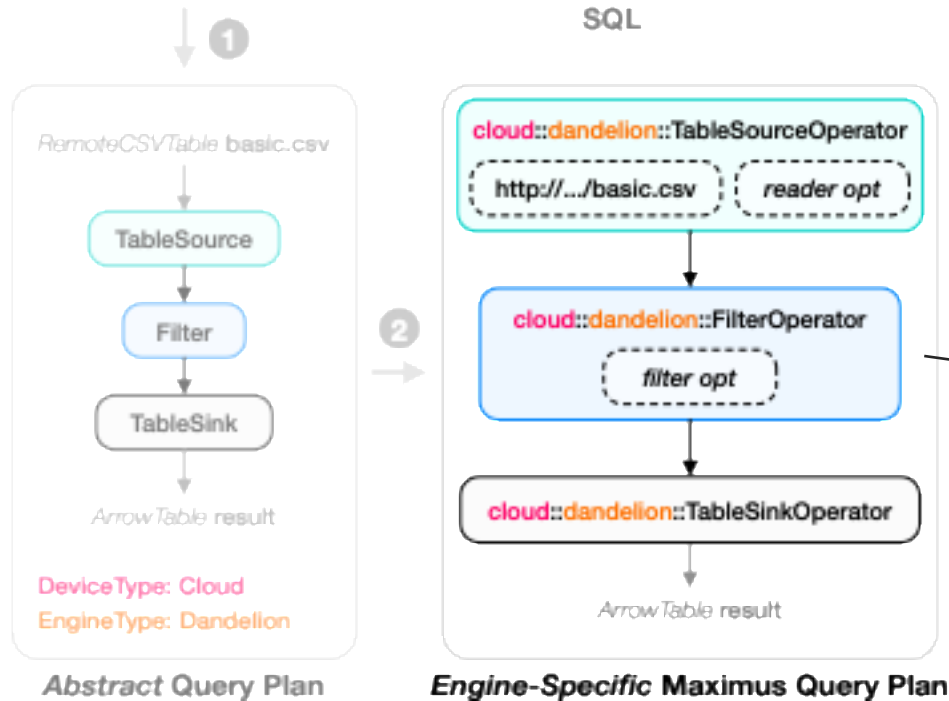 1
SQL
RemoteCSVTable basic.csv
TableSource
Filter
TableSink
ArrowTable result
DeviceType: Cloud
EngineType: Dandelion
Abstract Query Plan
2
cloud::dandelion::TableSourceOperator
http://.../basic.csv
reader opt
cloud::dandelion::FilterOperator
filter opt
cloud::dandelion::TableSinkOperator
ArrowTable result
Engine-Specific Maximus Query Plan